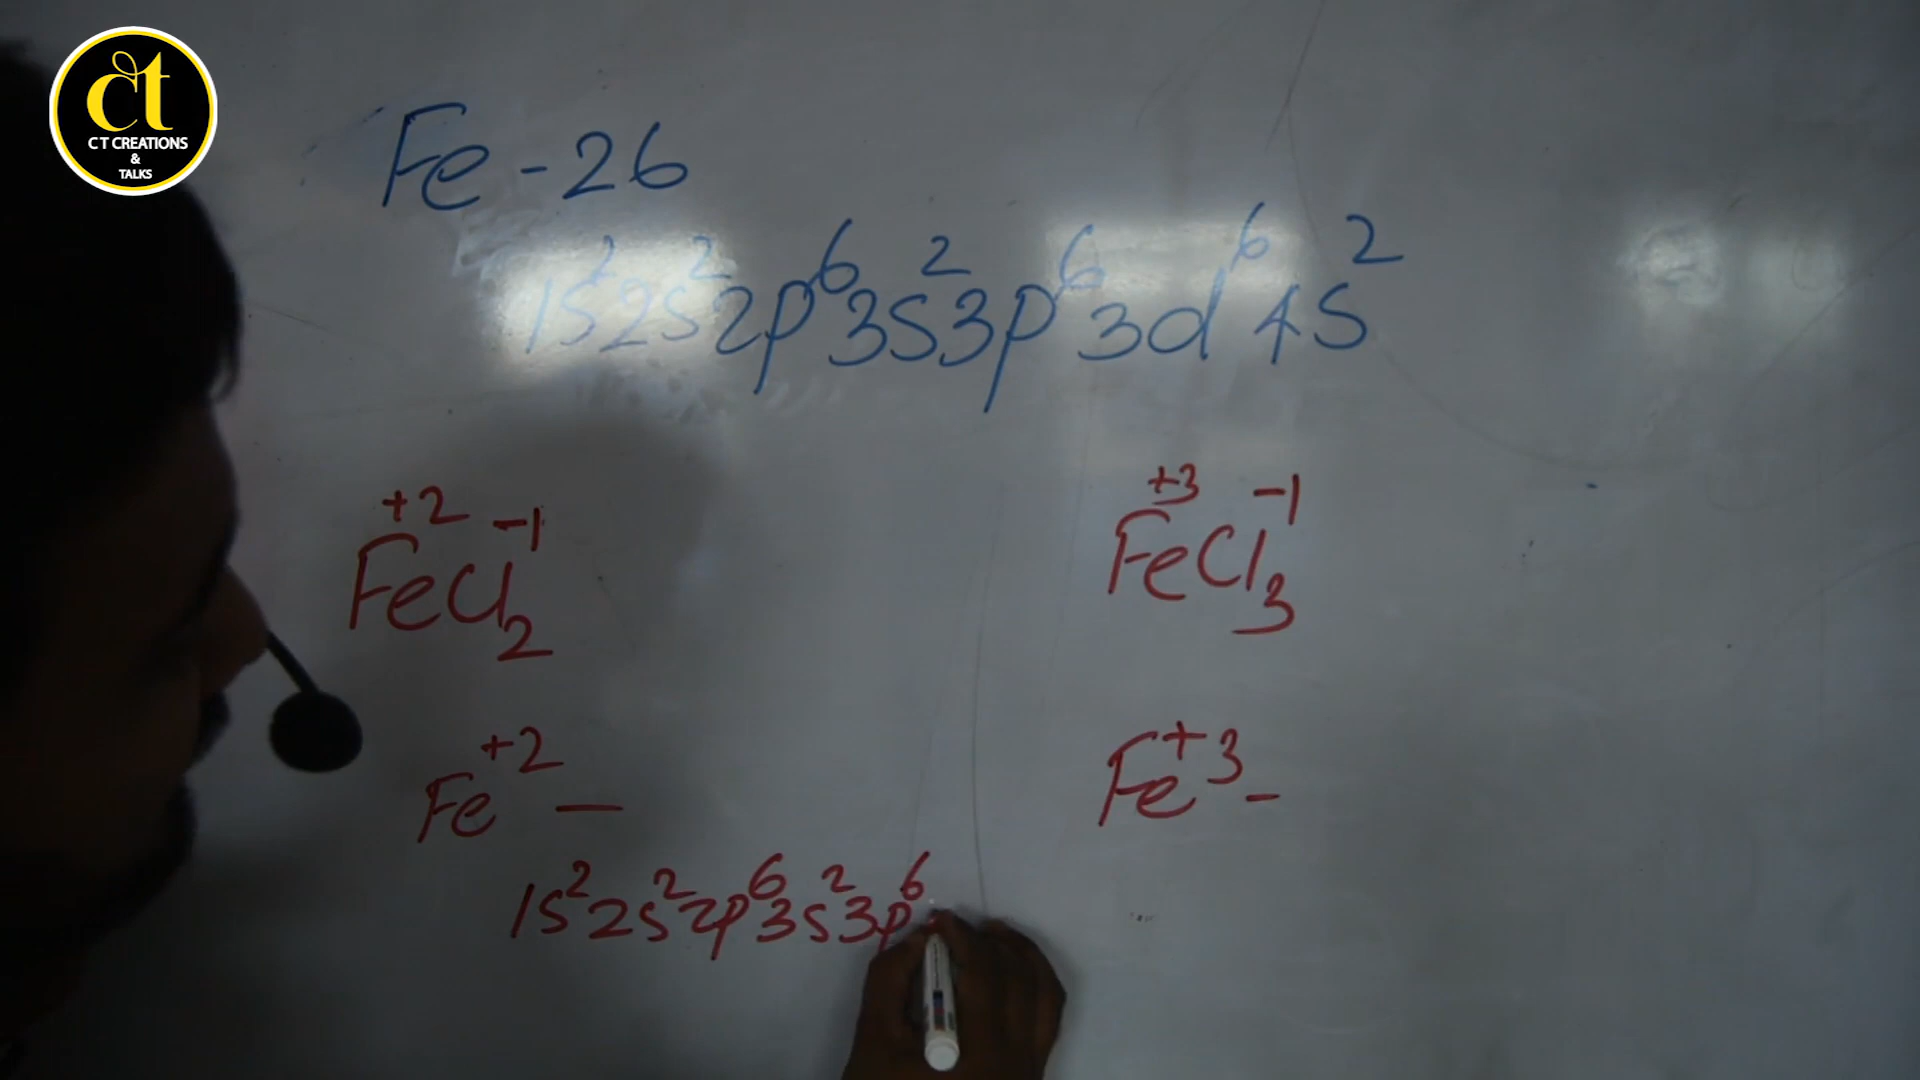 ct
CT CREATIONS
&
TALKS
Fe - 26
1s² 2s² 2p⁶ 3s² 3p⁶ 3d⁶ 4s²
+2 -1
FeCl₂
+3 -1
FeCl₃
Fe⁺² —
Fe⁺³ -
1s² 2s² 2p⁶ 3s² 3p⁶